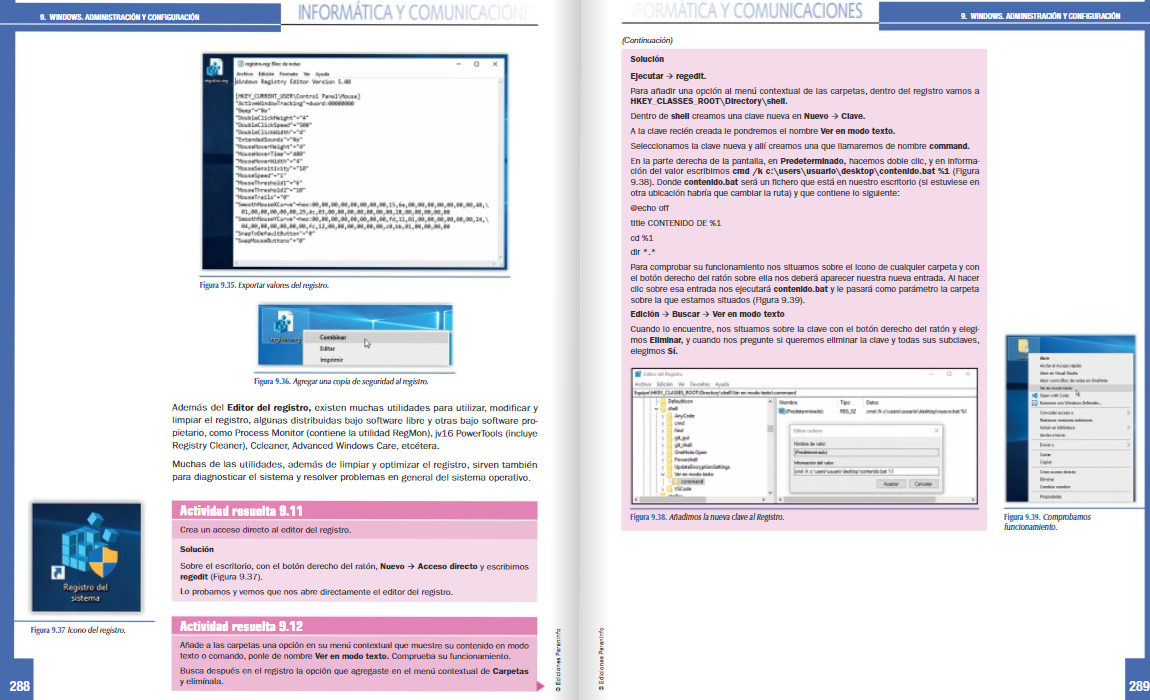 9. WINDOWS. ADMINISTRACIÓN Y CONFIGURACIÓN
INFORMÁTICA Y COMUNICACIONES
registro.reg: Bloc de notas
Archivo Edición Formato Ver Ayuda
Windows Registry Editor Version 5.00
[HKEY_CURRENT_USER\Control Panel\Mouse]
"ActiveWindowTracking"=dword:00000000
"Beep"="No"
"DoubleClickHeight"="4"
"DoubleClickSpeed"="500"
"DoubleClickWidth"="4"
"ExtendedSounds"="No"
"MouseHoverHeight"="4"
"MouseHoverTime"="400"
"MouseHoverWidth"="4"
"MouseSensitivity"="10"
"MouseSpeed"="1"
"MouseThreshold1"="6"
"MouseThreshold2"="10"
"MouseTrails"="0"
"SnapToDefaultButton"="0"
"SwapMouseButtons"="0"
Figura 9.35. Exportar valores del registro.
Combinar
Editar
Imprimir
Figura 9.36. Agregar una copia de seguridad al registro.
Además del Editor del registro, existen muchas utilidades para utilizar, modificar y
limpiar el registro, algunas distribuidas bajo software libre y otras bajo software pro-
pietario, como Process Monitor (contiene la utilidad RegMon), jv16 PowerTools (incluye
Registry Cleaner), Ccleaner, Advanced Windows Care, etcétera.
Muchas de las utilidades, además de limpiar y optimizar el registro, sirven también
para diagnosticar el sistema y resolver problemas en general del sistema operativo.
Registro del
sistema
Figura 9.37 Icono del registro.
Actividad resuelta 9.11
Crea un acceso directo al editor del registro.
Solución
Sobre el escritorio, con el botón derecho del ratón, Nuevo → Acceso directo y escribimos
regedit (Figura 9.37).
Lo probamos y vemos que nos abre directamente el editor del registro.
Actividad resuelta 9.12
Añade a las carpetas una opción en su menú contextual que muestre su contenido en modo
texto o comando, ponle de nombre Ver en modo texto. Comprueba su funcionamiento.
Busca después en el registro la opción que agregaste en el menú contextual de Carpetas
y elimínala.
© Ediciones Paraninfo
288
INFORMÁTICA Y COMUNICACIONES
9. WINDOWS. ADMINISTRACIÓN Y CONFIGURACIÓN
(Continuación)
Solución
Ejecutar → regedit.
Para añadir una opción al menú contextual de las carpetas, dentro del registro vamos a
HKEY_CLASSES_ROOT\Directory\shell.
Dentro de shell creamos una clave nueva en Nuevo → Clave.
A la clave recién creada le pondremos el nombre Ver en modo texto.
Seleccionamos la clave nueva y allí creamos una que llamaremos de nombre command.
En la parte derecha de la pantalla, en Predeterminado, hacemos doble clic, y en informa-
ción del valor escribimos cmd /k c:\users\usuario\desktop\contenido.bat %1 (Figura
9.38). Donde contenido.bat será un fichero que está en nuestro escritorio (si estuviese en
otra ubicación habría que cambiar la ruta) y que contiene lo siguiente:
@echo off
title CONTENIDO DE %1
cd %1
dir *.*
Para comprobar su funcionamiento nos situamos sobre el icono de cualquier carpeta y con
el botón derecho del ratón sobre ella nos deberá aparecer nuestra nueva entrada. Al hacer
clic sobre esa entrada nos ejecutará contenido.bat y le pasará como parámetro la carpeta
sobre la que estamos situados (Figura 9.39).
Edición → Buscar → Ver en modo texto
Cuando lo encuentre, nos situamos sobre la clave con el botón derecho del ratón y elegi-
mos Eliminar, y cuando nos pregunte si queremos eliminar la clave y todas sus subclaves,
elegimos Sí.
Editor del Registro
Archivo Edición Ver Favoritos Ayuda
Equipo\HKEY_CLASSES_ROOT\Directory\shell\Ver en modo texto\command
DefaultIcon
shell
AnyCode
cmd
find
git_gui
git_shell
OneNote.Open
Powershell
UpdateEncryptionSettings
Ver en modo texto
command
VSCode
Nombre Tipo Datos
(Predeterminado) REG_SZ
Editar cadena
Nombre de valor:
(Predeterminado)
Información del valor:
cmd /k c:\users\usuario\desktop\contenido.bat %1
Aceptar Cancelar
Figura 9.38. Añadimos la nueva clave al Registro.
Abrir
Anclar al Acceso rápido
Abrir en Visual Studio
Abrir como Bloc de notas en OneNote
Ver en modo texto
Open with Code
Examinar con Windows Defender...
Conceder acceso a
Restaurar versiones anteriores
Incluir en biblioteca
Anclar a Inicio
Enviar a
Cortar
Copiar
Crear acceso directo
Eliminar
Cambiar nombre
Propiedades
Figura 9.39. Comprobamos
funcionamiento.
© Ediciones Paraninfo
289